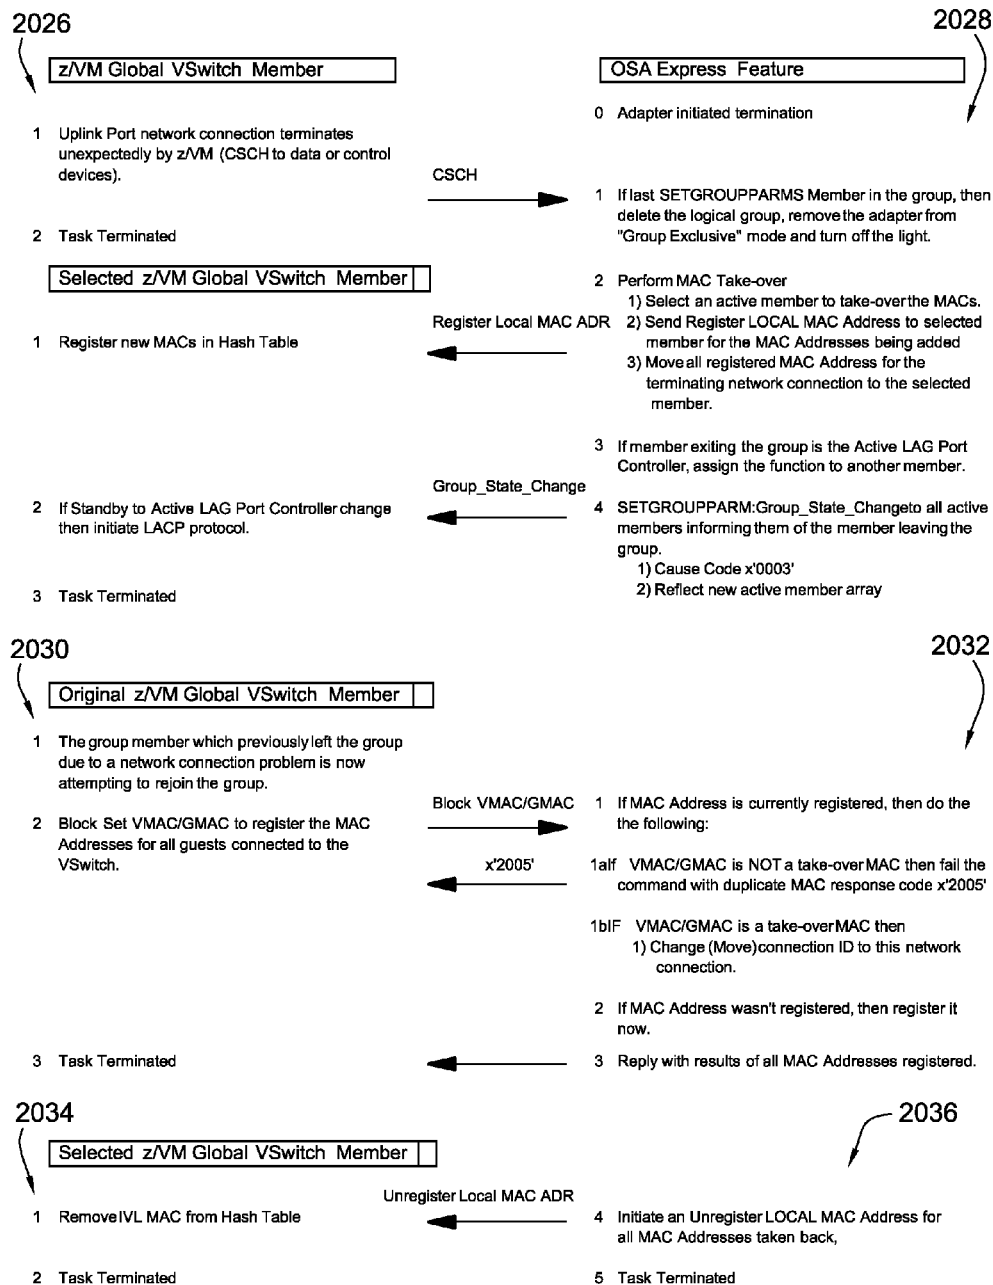 2026
2028
z/VM Global VSwitch Member
OSA Express Feature
0 Adapter initiated termination
1 Uplink Port network connection terminates
unexpectedly by z/VM (CSCH to data or control
devices).
CSCH
1 If last SETGROUPPARMS Member in the group, then
delete the logical group, remove the adapter from
"Group Exclusive" mode and turn off the light.
2 Task Terminated
Selected z/VM Global VSwitch Member
2 Perform MAC Take-over
1) Select an active member to take-over the MACs.
Register Local MAC ADR
2) Send Register LOCAL MAC Address to selected
member for the MAC Addresses being added
1 Register new MACs in Hash Table
3) Move all registered MAC Address for the
terminating network connection to the selected
member.
3 If member exiting the group is the Active LAG Port
Controller, assign the function to another member.
Group_State_Change
2 If Standby to Active LAG Port Controller change
then initiate LACP protocol.
4 SETGROUPPARM:Group_State_Changeto all active
members informing them of the member leaving the
group.
1) Cause Code x'0003'
2) Reflect new active member array
3 Task Terminated
2030
2032
Original z/VM Global VSwitch Member
1 The group member which previously left the group
due to a network connection problem is now
attempting to rejoin the group.
Block VMAC/GMAC
1 If MAC Address is currently registered, then do the
the following:
2 Block Set VMAC/GMAC to register the MAC
Addresses for all guests connected to the
VSwitch.
x'2005'
1aIf VMAC/GMAC is NOT a take-over MAC then fail the
command with duplicate MAC response code x'2005'
1bIF VMAC/GMAC is a take-over MAC then
1) Change (Move) connection ID to this network
connection.
2 If MAC Address wasn't registered, then register it
now.
3 Task Terminated
3 Reply with results of all MAC Addresses registered.
2034
2036
Selected z/VM Global VSwitch Member
Unregister Local MAC ADR
1 Remove IVL MAC from Hash Table
4 Initiate an Unregister LOCAL MAC Address for
all MAC Addresses taken back,
2 Task Terminated
5 Task Terminated